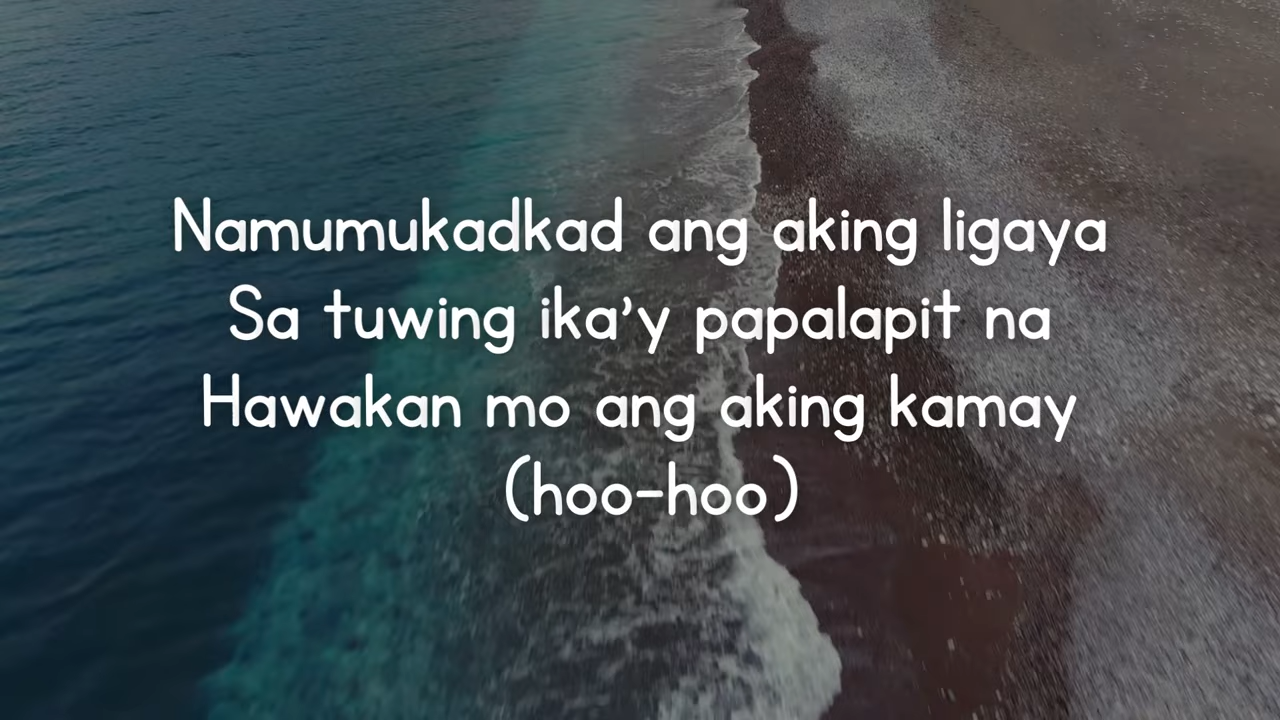 Namumukadkad ang aking ligaya
Sa tuwing ika'y papalapit na
Hawakan mo ang aking kamay
(hoo-hoo)